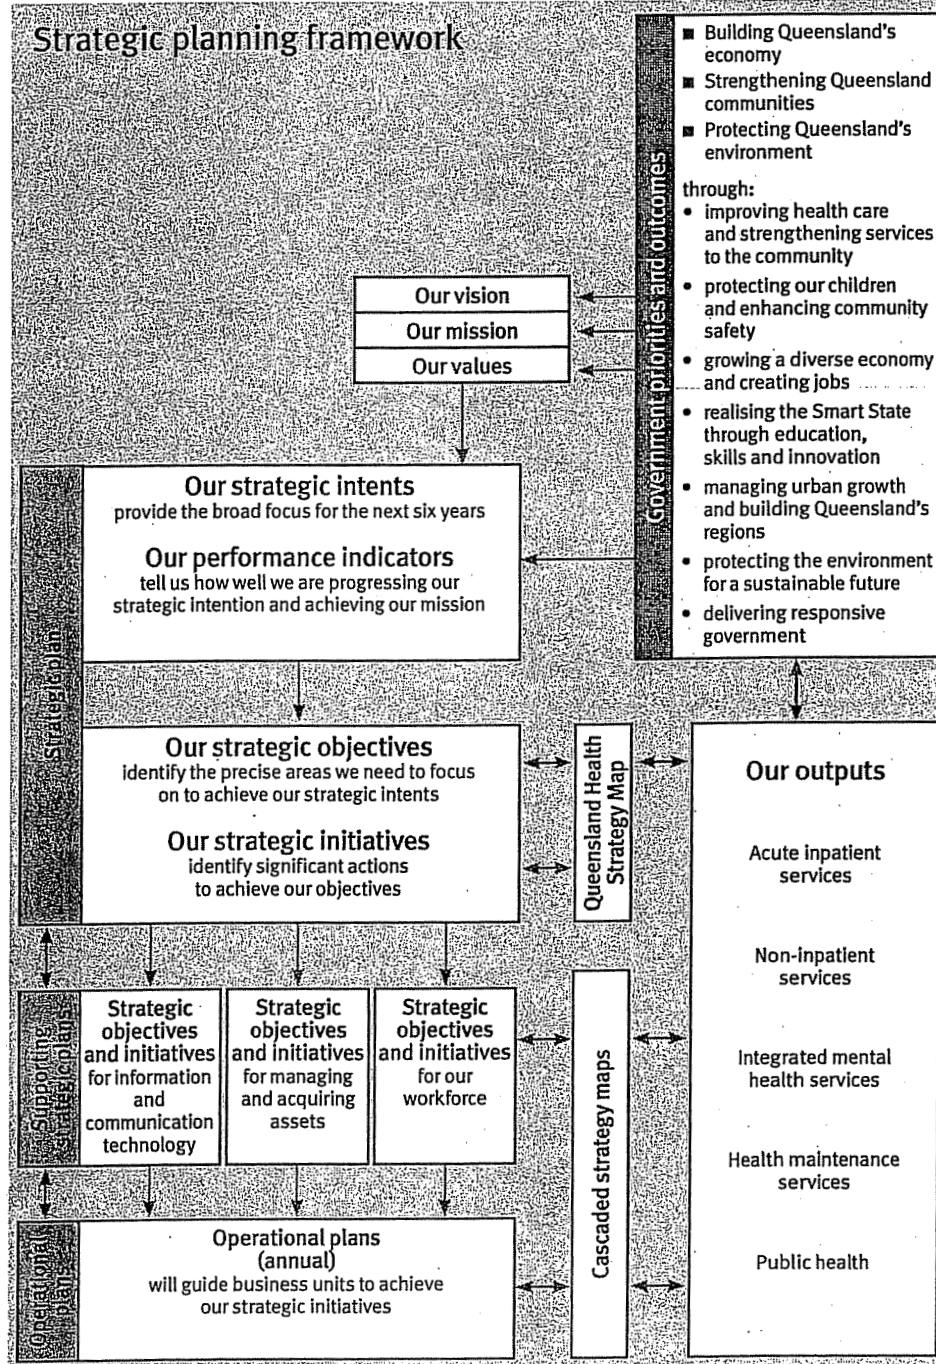 Strategic planning framework
Government priorities and outcomes
■ Building Queensland's
economy
■ Strengthening Queensland
communities
■ Protecting Queensland's
environment
through:
• improving health care
and strengthening services
to the community
• protecting our children
and enhancing community
safety
• growing a diverse economy
and creating jobs
• realising the Smart State
through education,
skills and innovation
• managing urban growth
and building Queensland's
regions
• protecting the environment
for a sustainable future
• delivering responsive
government
Our vision
Our mission
Our values
Strategic plan
Our strategic intents
provide the broad focus for the next six years
Our performance indicators
tell us how well we are progressing our
strategic intention and achieving our mission
Our strategic objectives
identify the precise areas we need to focus
on to achieve our strategic intents
Our strategic initiatives
identify significant actions
to achieve our objectives
Queensland Health
Strategy Map
Supporting
strategic plans
Strategic
objectives
and initiatives
for information
and
communication
technology
Strategic
objectives
and initiatives
for managing
and acquiring
assets
Strategic
objectives
and initiatives
for our
workforce
Operational
plans
Operational plans
(annual)
will guide business units to achieve
our strategic initiatives
Cascaded strategy maps
Our outputs
Acute inpatient
services
Non-inpatient
services
Integrated mental
health services
Health maintenance
services
Public health